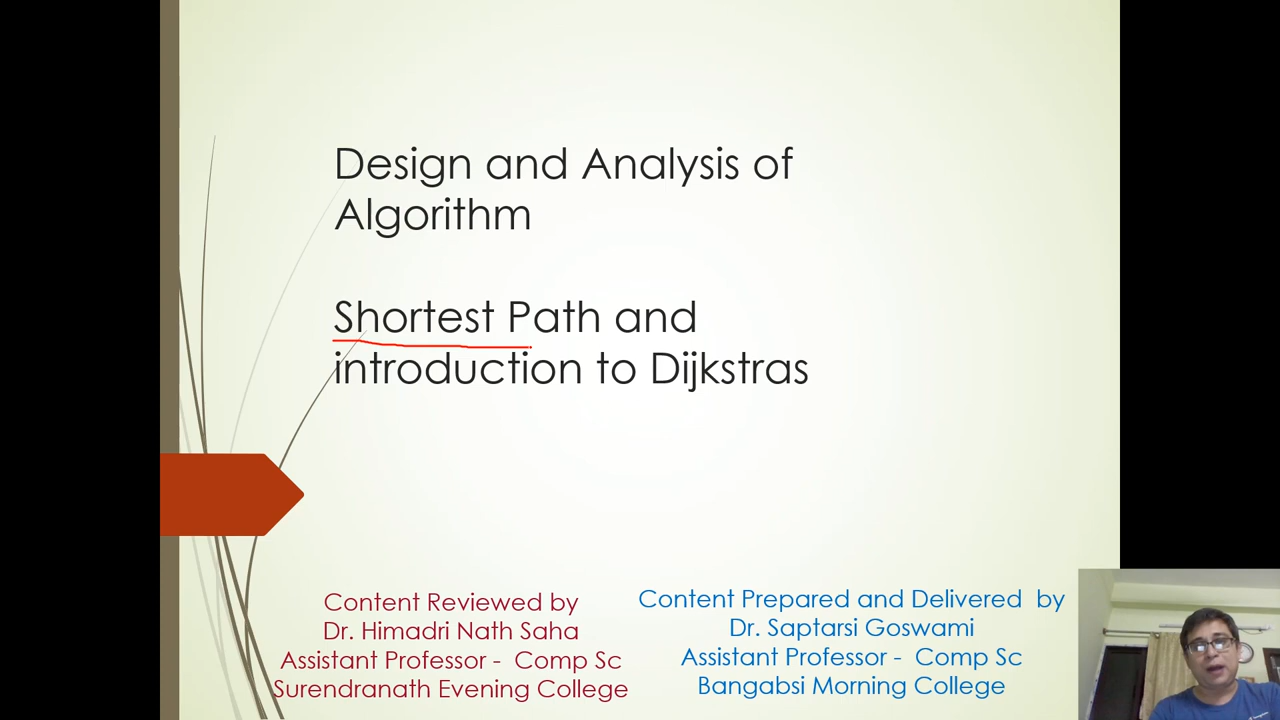 Design and Analysis of
Algorithm
Shortest Path and
introduction to Dijkstras
Content Reviewed by
Dr. Himadri Nath Saha
Assistant Professor - Comp Sc
Surendranath Evening College
Content Prepared and Delivered by
Dr. Saptarsi Goswami
Assistant Professor - Comp Sc
Bangabsi Morning College